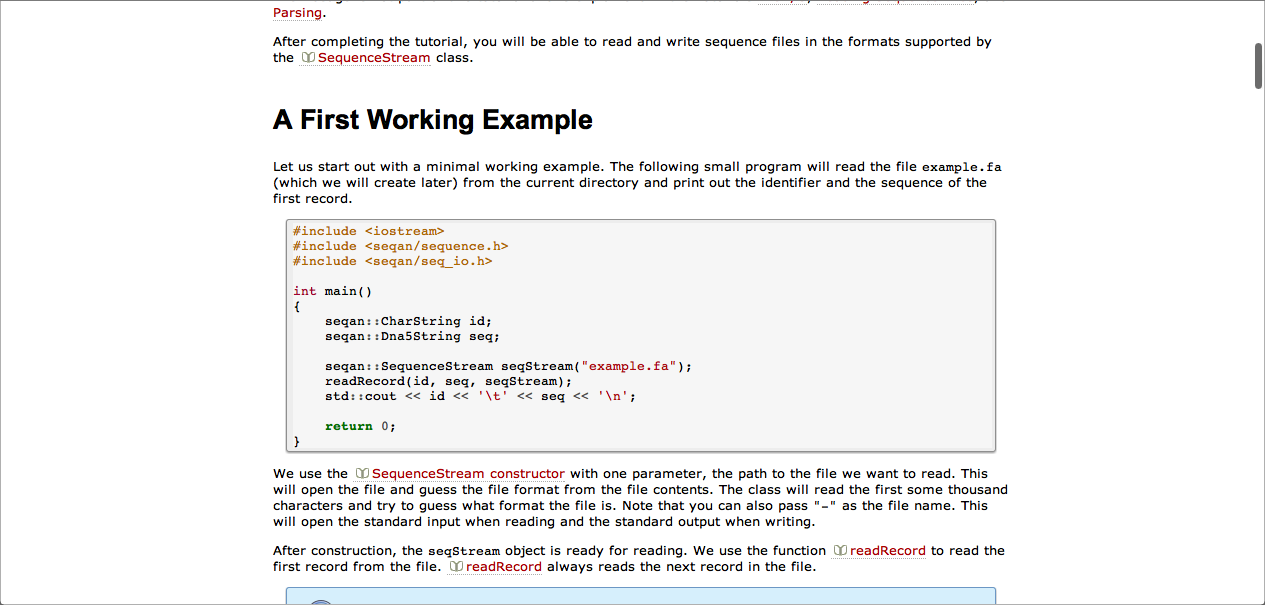 Parsing.
After completing the tutorial, you will be able to read and write sequence files in the formats supported by
the SequenceStream class.
A First Working Example
Let us start out with a minimal working example. The following small program will read the file example.fa
(which we will create later) from the current directory and print out the identifier and the sequence of the
first record.
#include <iostream>
#include <seqan/sequence.h>
#include <seqan/seq_io.h>
int main()
{
    seqan::CharString id;
    seqan::Dna5String seq;
    seqan::SequenceStream seqStream("example.fa");
    readRecord(id, seq, seqStream);
    std::cout << id << '\t' << seq << '\n';
    return 0;
}
We use the SequenceStream constructor with one parameter, the path to the file we want to read. This
will open the file and guess the file format from the file contents. The class will read the first some thousand
characters and try to guess what format the file is. Note that you can also pass "-" as the file name. This
will open the standard input when reading and the standard output when writing.
After construction, the seqStream object is ready for reading. We use the function readRecord to read the
first record from the file. readRecord always reads the next record in the file.